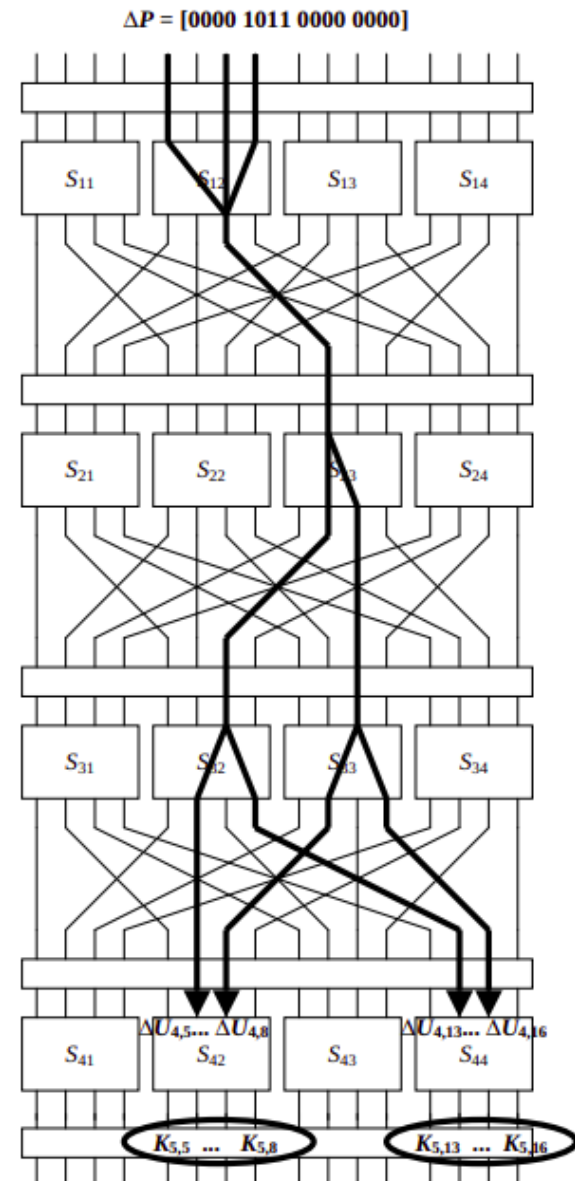 ΔP = [0000 1011 0000 0000]
S11 S12 S13 S14
S21 S22 S23 S24
S31 S32 S33 S34
ΔU4,5... ΔU4,8 ΔU4,13... ΔU4,16
S41 S42 S43 S44
K5,5 ... K5,8 K5,13 ... K5,16